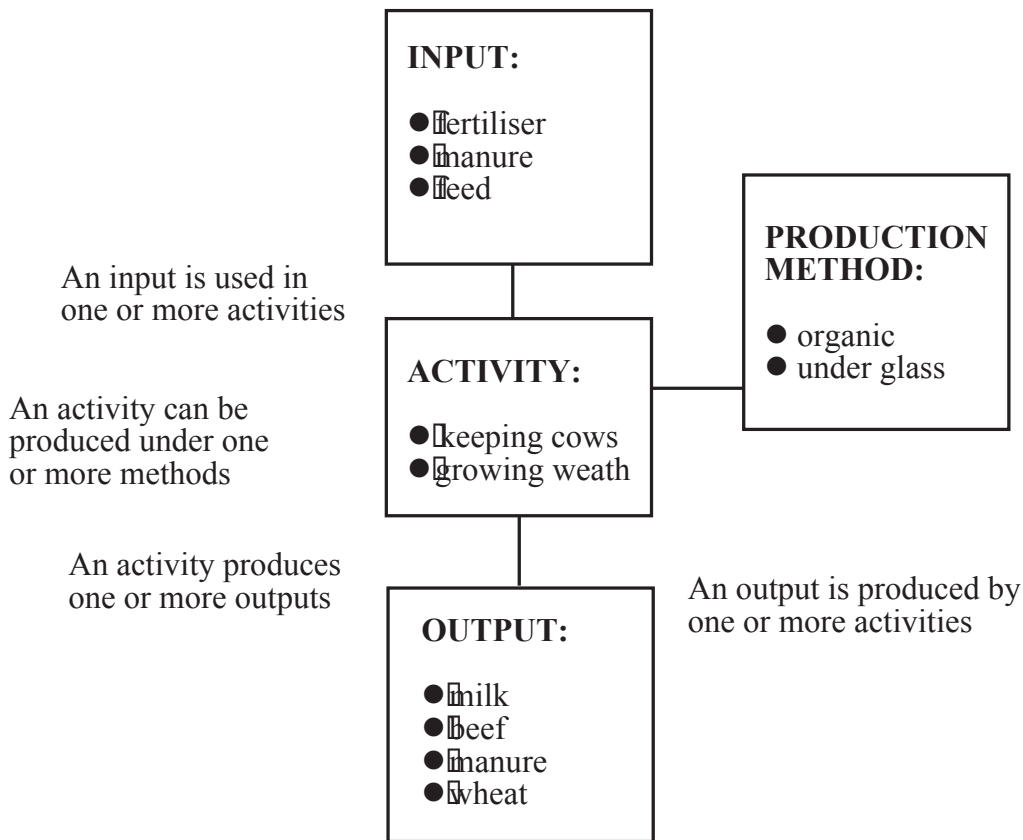 INPUT:
● fertiliser
● manure
● feed
An input is used in
one or more activities
PRODUCTION
METHOD:
● organic
● under glass
ACTIVITY:
● keeping cows
● growing weath
An activity can be
produced under one
or more methods
An activity produces
one or more outputs
OUTPUT:
● milk
● beef
● manure
● wheat
An output is produced by
one or more activities